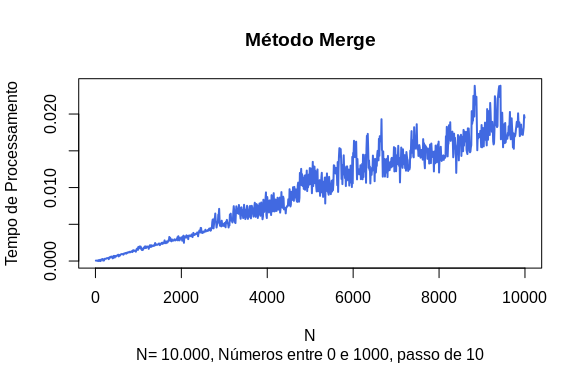 Método Merge
Tempo de Processamento
0.020
0.010
0.000
0 2000 4000 6000 8000 10000
N
N= 10.000, Números entre 0 e 1000, passo de 10